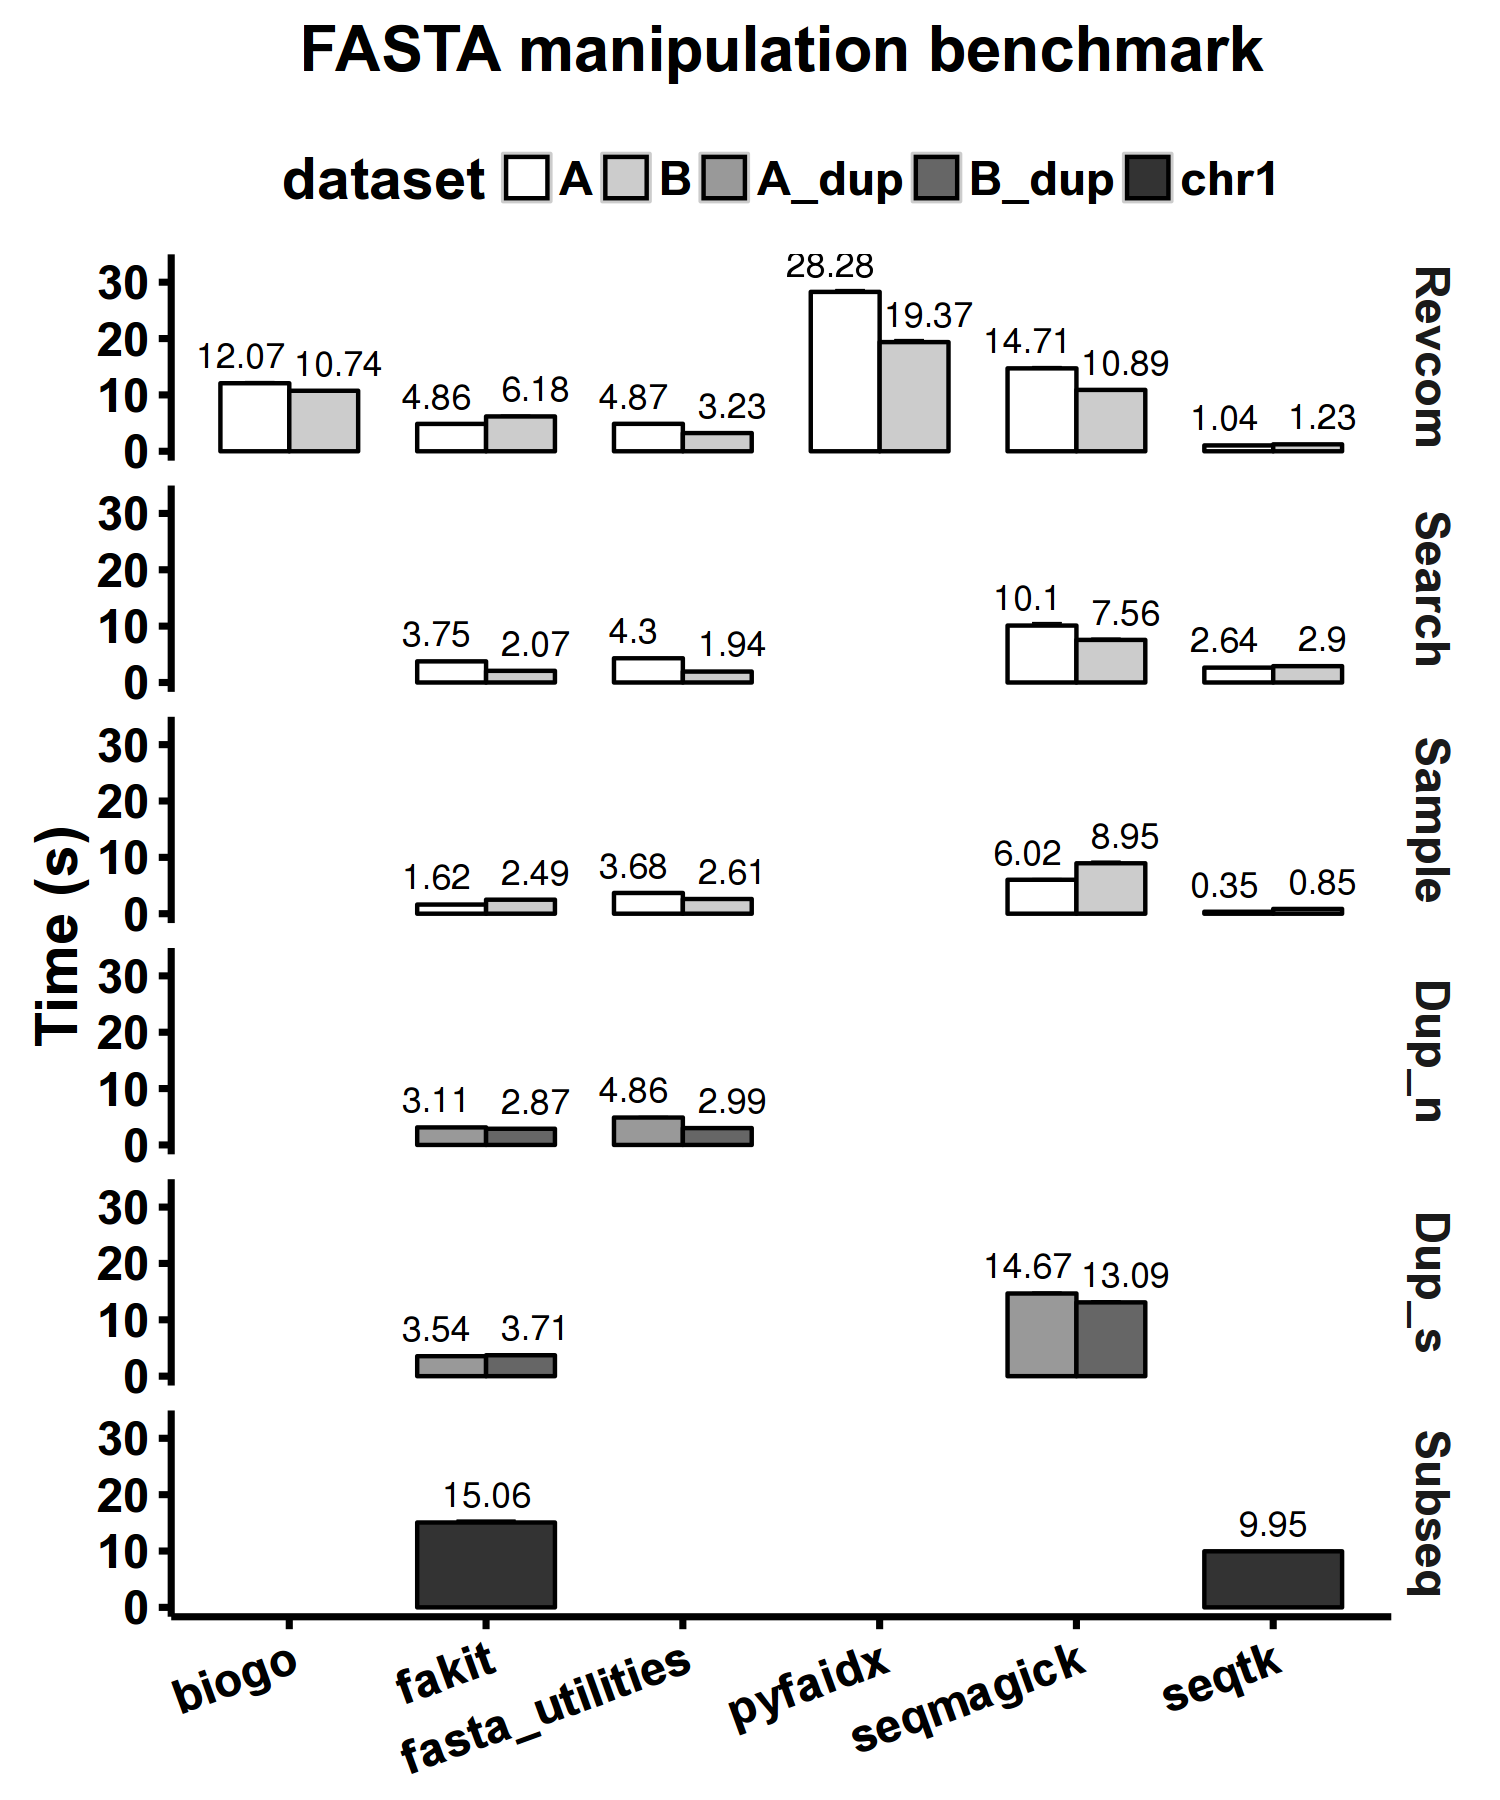 FASTA manipulation benchmark
dataset A B A_dup B_dup chr1
Time (s)
30
20
10
0
12.07 10.74 4.86 6.18 4.87 3.23 28.28 19.37 14.71 10.89 1.04 1.23
Revcom
30
20
10
0
3.75 2.07 4.3 1.94 10.1 7.56 2.64 2.9
Search
30
20
10
0
1.62 2.49 3.68 2.61 6.02 8.95 0.35 0.85
Sample
30
20
10
0
3.11 2.87 4.86 2.99
Dup_n
30
20
10
0
3.54 3.71 14.67 13.09
Dup_s
30
20
10
0
15.06 9.95
Subseq
biogo fakit fasta_utilities pyfaidx seqmagick seqtk